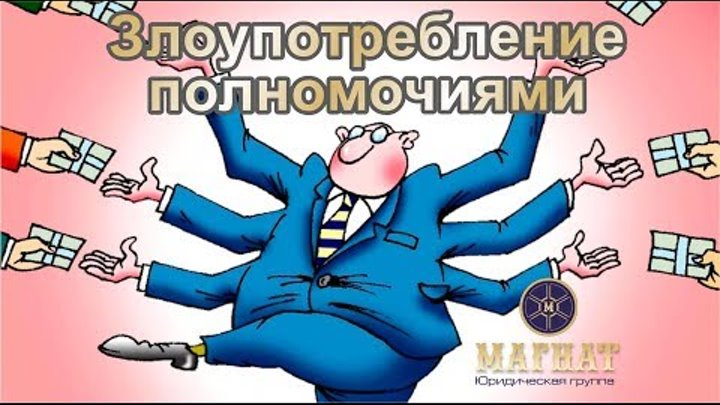 Злоупотребление
полномочиями
М
МАГНАТ
Юридическая группа